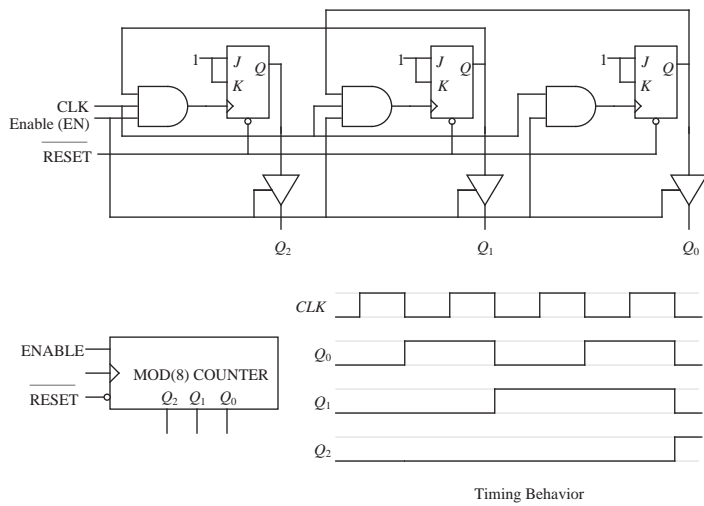 1 J Q 1 J Q 1 J Q
K K K
CLK
Enable (EN)
RESET
Q2 Q1 Q0
CLK
ENABLE
MOD(8) COUNTER
RESET
Q2 Q1 Q0
Q0
Q1
Q2
Timing Behavior